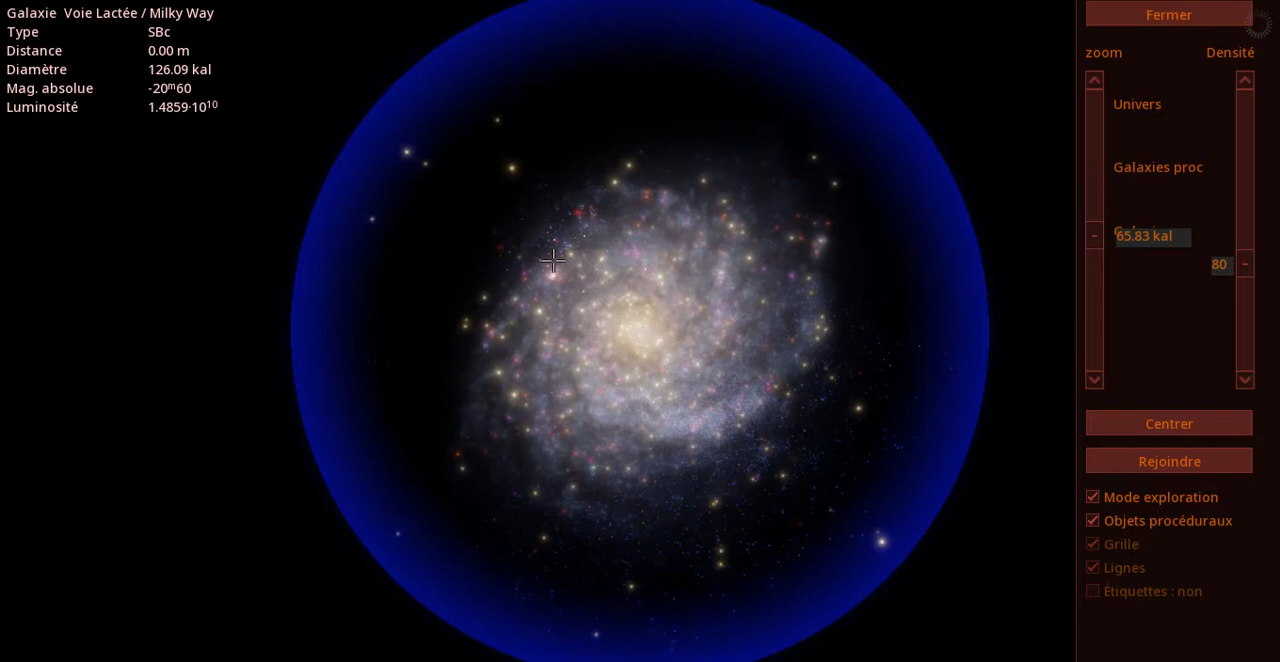 Galaxie Voie Lactée / Milky Way
Type SBc
Distance 0.00 m
Diamètre 126.09 kal
Mag. absolue -20ᵐ60
Luminosité 1.4859·10¹⁰
Fermer
zoom Densité
Univers
Galaxies proc
65.83 kal
80
Centrer
Rejoindre
Mode exploration
Objets procéduraux
Grille
Lignes
Étiquettes : non